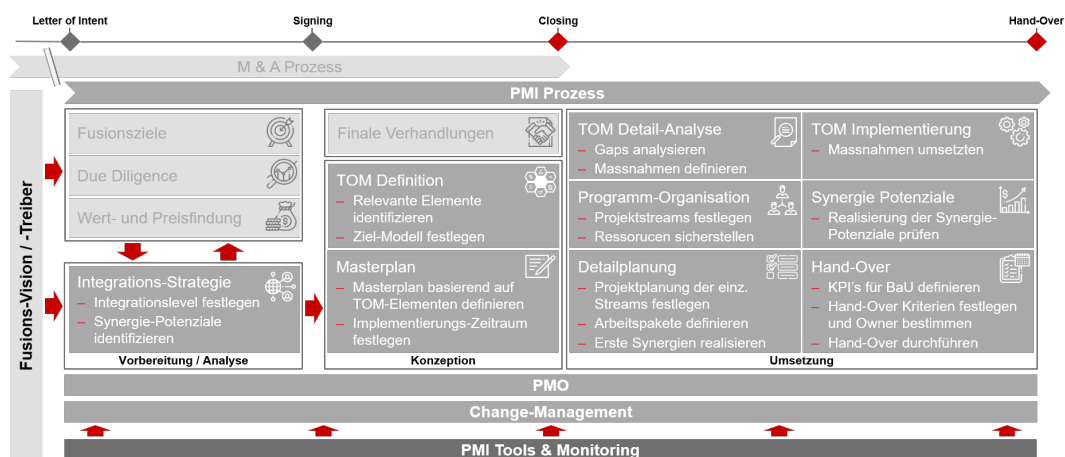 Letter of Intent
Signing
Closing
Hand-Over
M & A Prozess
PMI Prozess
Fusions-Vision / -Treiber
Fusionsziele
Due Diligence
Wert- und Preisfindung
Integrations-Strategie
– Integrationslevel festlegen
– Synergie-Potenziale
identifizieren
Vorbereitung / Analyse
Finale Verhandlungen
TOM Definition
– Relevante Elemente
identifizieren
– Ziel-Modell festlegen
Masterplan
– Masterplan basierend auf
TOM-Elementen definieren
– Implementierungs-Zeitraum
festlegen
Konzeption
TOM Detail-Analyse
– Gaps analysieren
– Massnahmen definieren
Programm-Organisation
– Projektstreams festlegen
– Ressorucen sicherstellen
Detailplanung
– Projektplanung der einz.
Streams festlegen
– Arbeitspakete definieren
– Erste Synergien realisieren
TOM Implementierung
– Massnahmen umsetzten
Synergie Potenziale
– Realisierung der Synergie-
Potenziale prüfen
Hand-Over
– KPI's für BaU definieren
– Hand-Over Kriterien festlegen
und Owner bestimmen
– Hand-Over durchführen
Umsetzung
PMO
Change-Management
PMI Tools & Monitoring